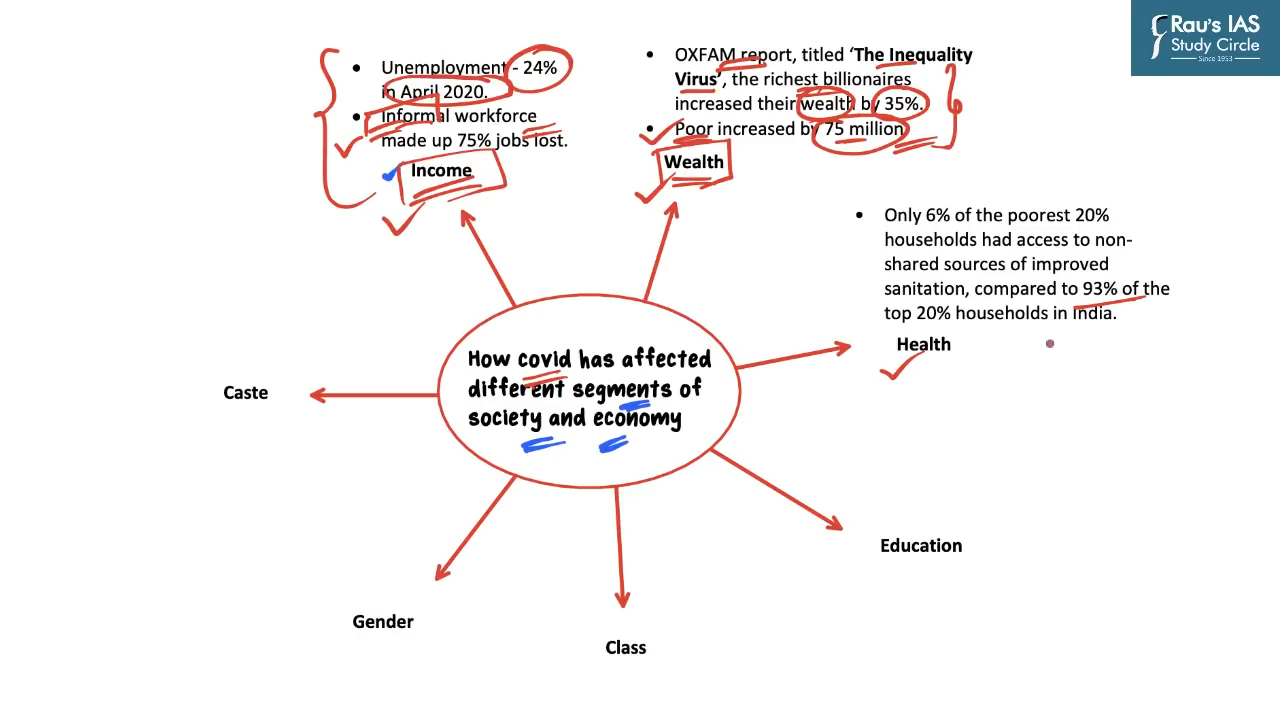 Rau's IAS
Study Circle
Since 1953
• Unemployment - 24%
in April 2020.
• Informal workforce
made up 75% jobs lost.
Income
• OXFAM report, titled ‘The Inequality
Virus’, the richest billionaires
increased their wealth by 35%.
• Poor increased by 75 million
Wealth
• Only 6% of the poorest 20%
households had access to non-
shared sources of improved
sanitation, compared to 93% of the
top 20% households in India.
Health
How covid has affected
different segments of
society and economy
Caste
Education
Gender
Class